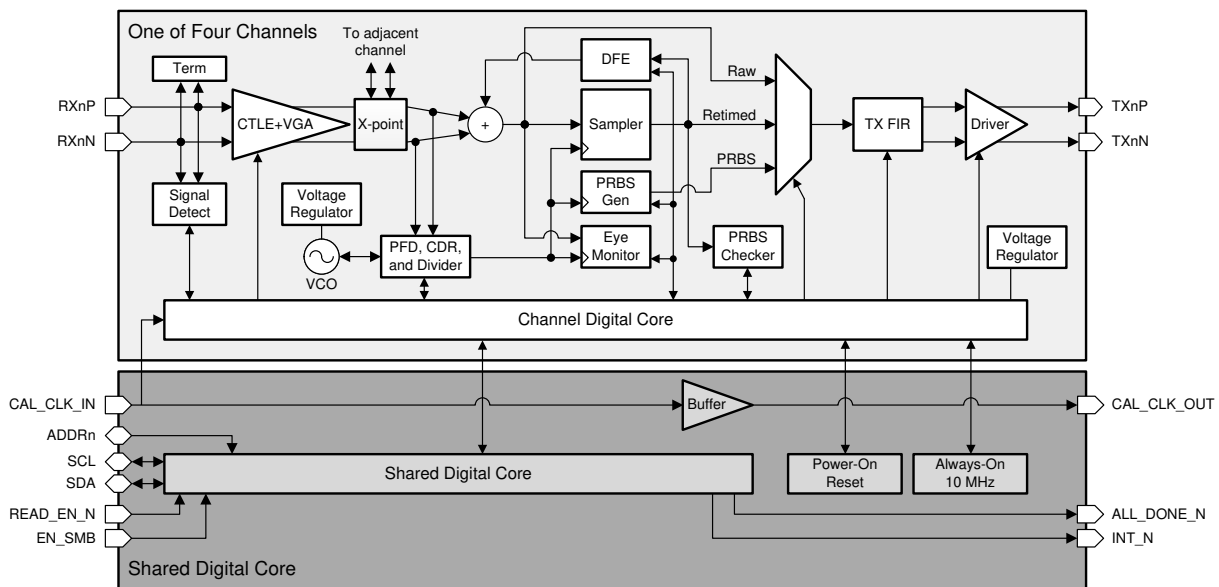 One of Four Channels
To adjacent
channel
Term
DFE
Raw
RXnP
RXnN
CTLE+VGA
X-point
+
Sampler
Retimed
TX FIR
Driver
TXnP
TXnN
PRBS
Signal
Detect
Voltage
Regulator
PRBS
Gen
VCO
PFD, CDR,
and Divider
Eye
Monitor
PRBS
Checker
Voltage
Regulator
Channel Digital Core
CAL_CLK_IN
Buffer
CAL_CLK_OUT
ADDRn
SCL
SDA
Shared Digital Core
Power-On
Reset
Always-On
10 MHz
READ_EN_N
EN_SMB
ALL_DONE_N
INT_N
Shared Digital Core